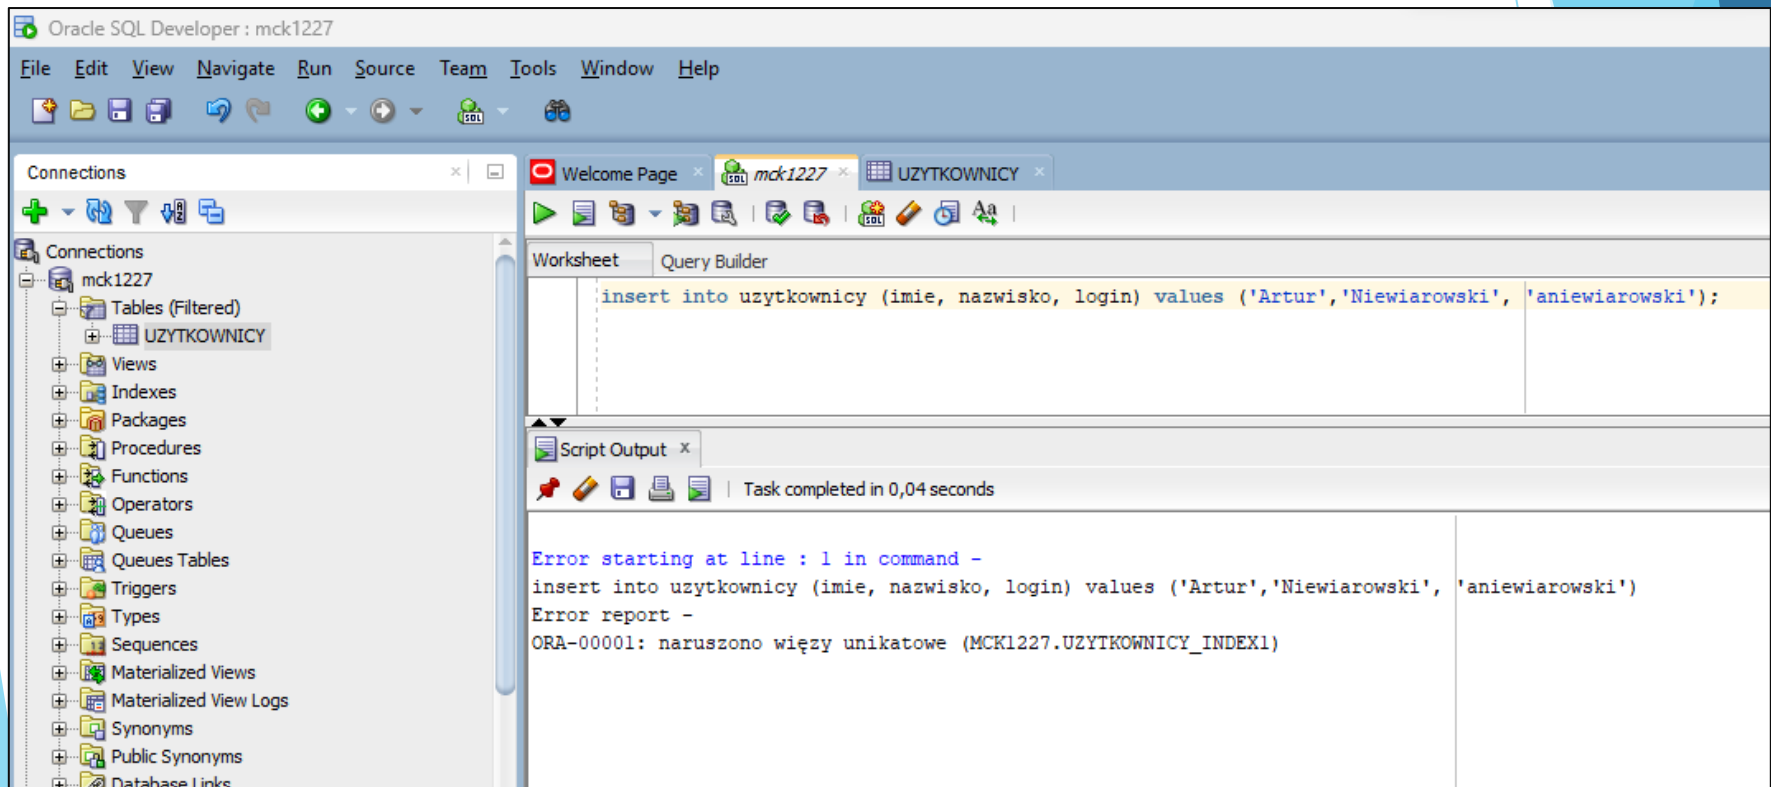 Oracle SQL Developer : mck1227
File Edit View Navigate Run Source Team Tools Window Help
Connections
Welcome Page mck1227 UZYTKOWNICY
Connections
mck1227
Tables (Filtered)
UZYTKOWNICY
Views
Indexes
Packages
Procedures
Functions
Operators
Queues
Queues Tables
Triggers
Types
Sequences
Materialized Views
Materialized View Logs
Synonyms
Public Synonyms
Database Links
Worksheet Query Builder
insert into uzytkownicy (imie, nazwisko, login) values ('Artur','Niewiarowski', 'aniewiarowski');
Script Output x
Task completed in 0,04 seconds
Error starting at line : 1 in command -
insert into uzytkownicy (imie, nazwisko, login) values ('Artur','Niewiarowski', 'aniewiarowski')
Error report -
ORA-00001: naruszono więzy unikatowe (MCK1227.UZYTKOWNICY_INDEX1)